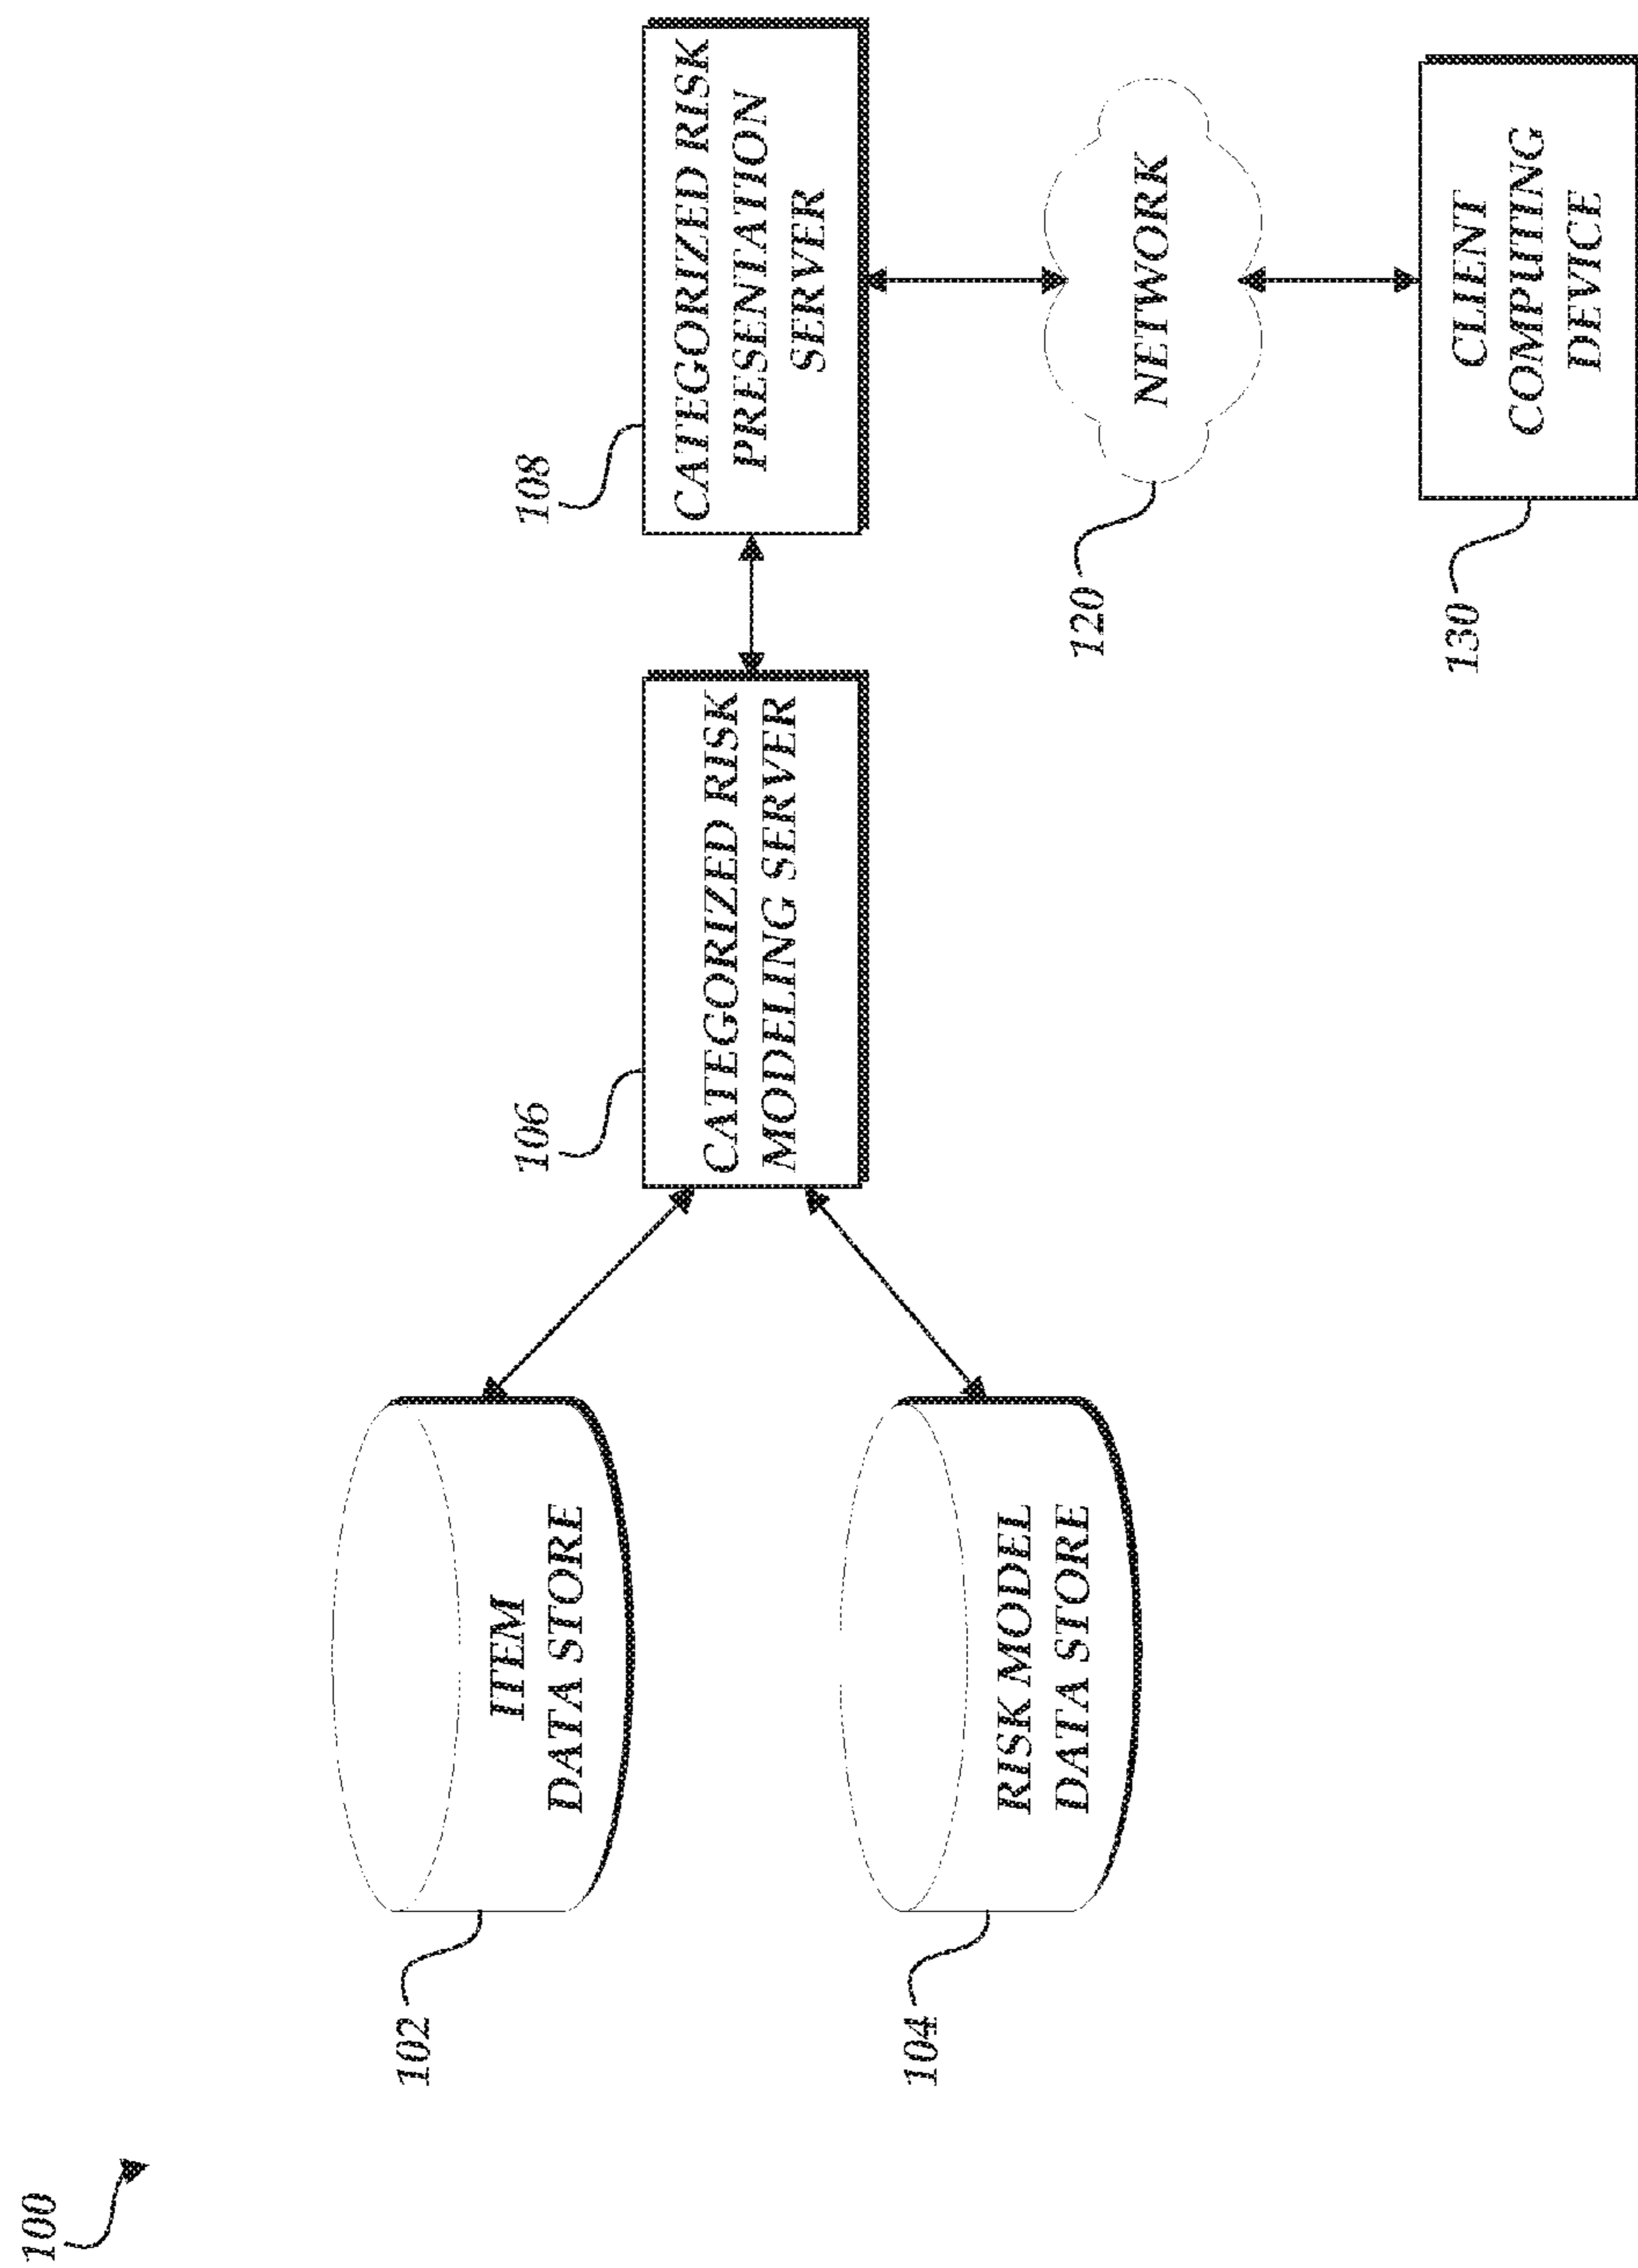 100
102
ITEM
DATA STORE
104
RISK MODEL
DATA STORE
106
CATEGORIZED RISK
MODELING SERVER
108
CATEGORIZED RISK
PRESENTATION
SERVER
120
NETWORK
130
CLIENT
COMPUTING
DEVICE